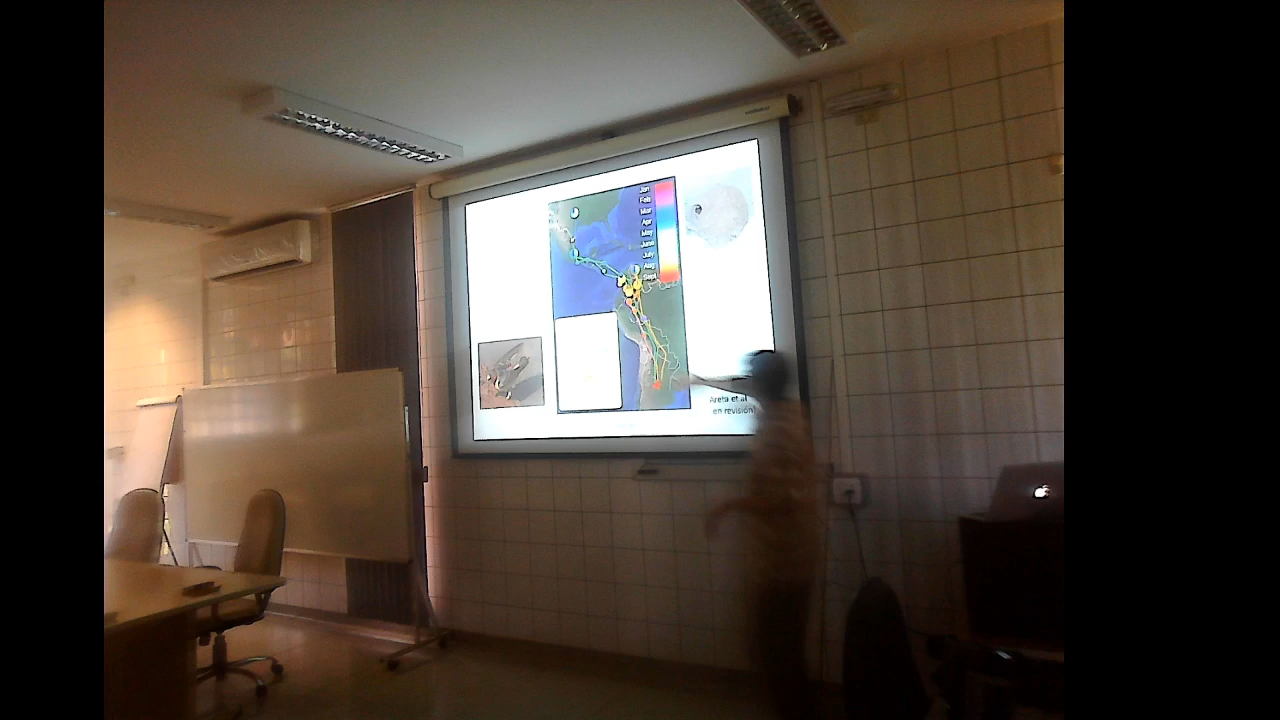 Jan
Feb
Mar
Apr
May
June
July
Aug
Sept
Areta et al
en revisión)